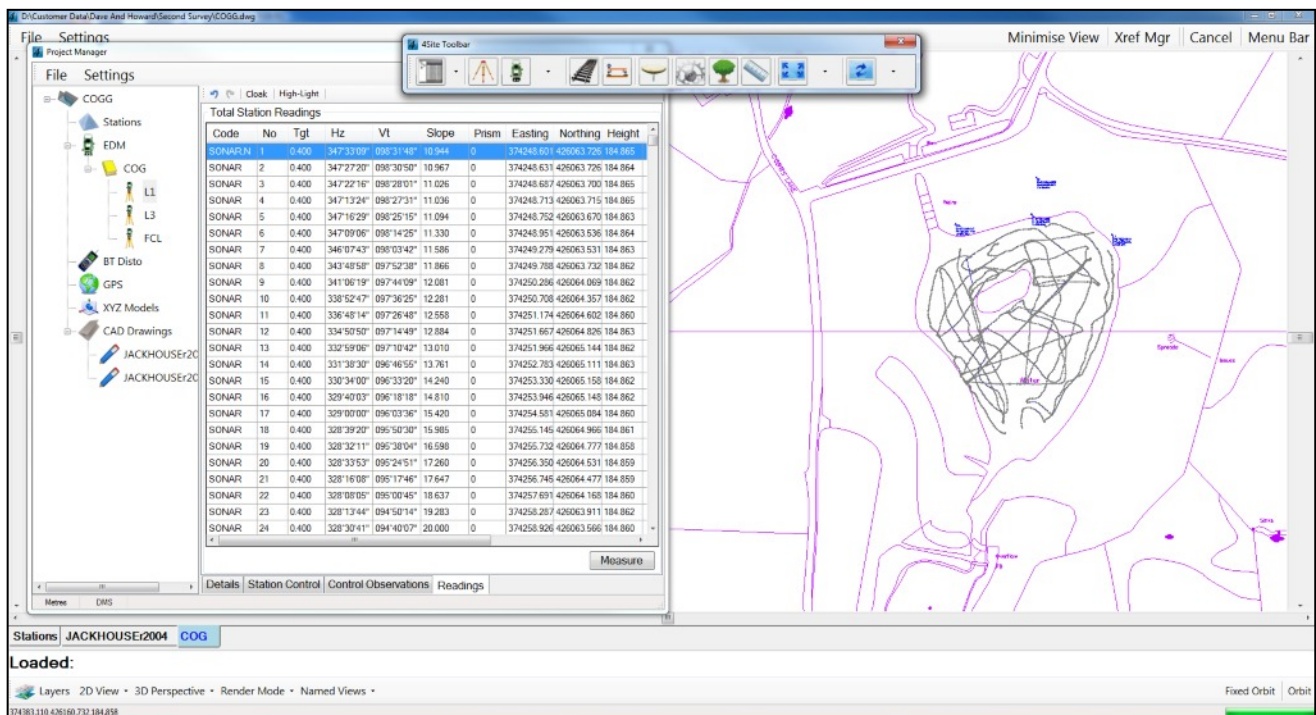 D:\Customer Data\Dave And Howard\Second Survey\COGG.dwg
File Settings
Minimise View Xref Mgr Cancel Menu Bar
4Site Toolbar
Project Manager
File Settings
COGG
Stations
EDM
COG
L1
L3
FCL
BT Disto
GPS
XYZ Models
CAD Drawings
JACKHOUSEr20
JACKHOUSEr20
Metres DMS
Cloak High-Light
Total Station Readings
Code No Tgt Hz Vt Slope Prism Easting Northing Height
SONAR,N 1 0.400 347°33'09" 098°31'48" 10.944 0 374248.601 426063.726 184.865
SONAR 2 0.400 347°27'20" 098°30'50" 10.967 0 374248.631 426063.726 184.864
SONAR 3 0.400 347°22'16" 098°28'01" 11.026 0 374248.687 426063.700 184.865
SONAR 4 0.400 347°13'24" 098°27'31" 11.036 0 374248.713 426063.715 184.865
SONAR 5 0.400 347°16'29" 098°25'15" 11.094 0 374248.752 426063.670 184.863
SONAR 6 0.400 347°09'06" 098°14'25" 11.330 0 374248.951 426063.536 184.864
SONAR 7 0.400 346°07'43" 098°03'42" 11.586 0 374249.279 426063.531 184.863
SONAR 8 0.400 343°48'58" 097°52'38" 11.866 0 374249.788 426063.732 184.862
SONAR 9 0.400 341°06'19" 097°44'09" 12.081 0 374250.286 426064.069 184.862
SONAR 10 0.400 338°52'47" 097°36'25" 12.281 0 374250.708 426064.357 184.862
SONAR 11 0.400 336°48'14" 097°26'48" 12.558 0 374251.174 426064.602 184.860
SONAR 12 0.400 334°50'50" 097°14'49" 12.884 0 374251.667 426064.826 184.863
SONAR 13 0.400 332°59'06" 097°10'42" 13.010 0 374251.966 426065.144 184.862
SONAR 14 0.400 331°38'30" 096°46'55" 13.761 0 374252.783 426065.111 184.863
SONAR 15 0.400 330°34'00" 096°33'20" 14.240 0 374253.330 426065.158 184.862
SONAR 16 0.400 329°40'03" 096°18'18" 14.810 0 374253.946 426065.148 184.862
SONAR 17 0.400 329°00'00" 096°03'36" 15.420 0 374254.581 426065.084 184.860
SONAR 18 0.400 328°39'20" 095°50'30" 15.985 0 374255.145 426064.966 184.861
SONAR 19 0.400 328°32'11" 095°38'04" 16.598 0 374255.732 426064.777 184.858
SONAR 20 0.400 328°33'53" 095°24'51" 17.260 0 374256.350 426064.531 184.859
SONAR 21 0.400 328°16'08" 095°17'46" 17.647 0 374256.745 426064.477 184.859
SONAR 22 0.400 328°08'05" 095°00'45" 18.637 0 374257.691 426064.168 184.860
SONAR 23 0.400 328°13'44" 094°50'14" 19.283 0 374258.287 426063.911 184.862
SONAR 24 0.400 328°30'41" 094°40'07" 20.000 0 374258.926 426063.566 184.860
Measure
Details Station Control Control Observations Readings
Water
Spreads
Issues
Overflow
Stations JACKHOUSEr2004 COG
Loaded:
Layers 2D View 3D Perspective Render Mode Named Views
Fixed Orbit Orbit
374383.110 426160.732 184.858